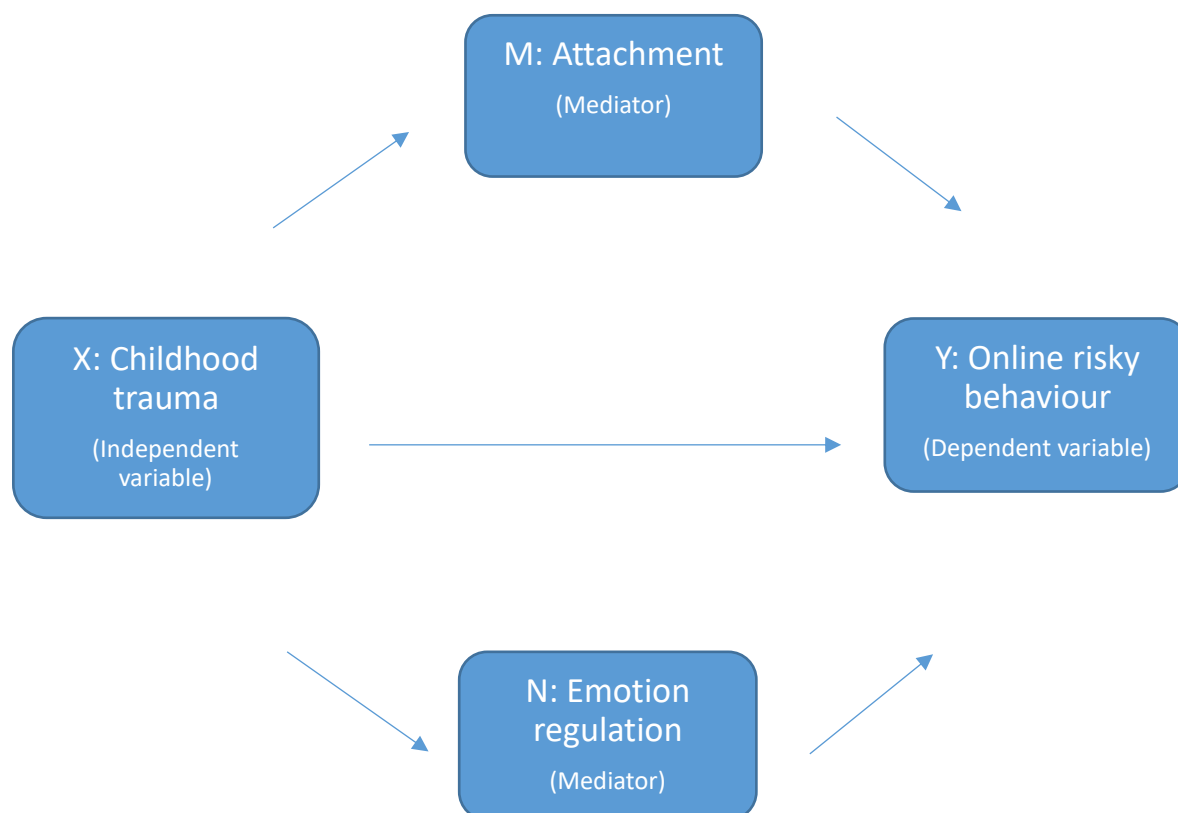 M: Attachment
(Mediator)
X: Childhood
trauma
(Independent
variable)
Y: Online risky
behaviour
(Dependent variable)
N: Emotion
regulation
(Mediator)